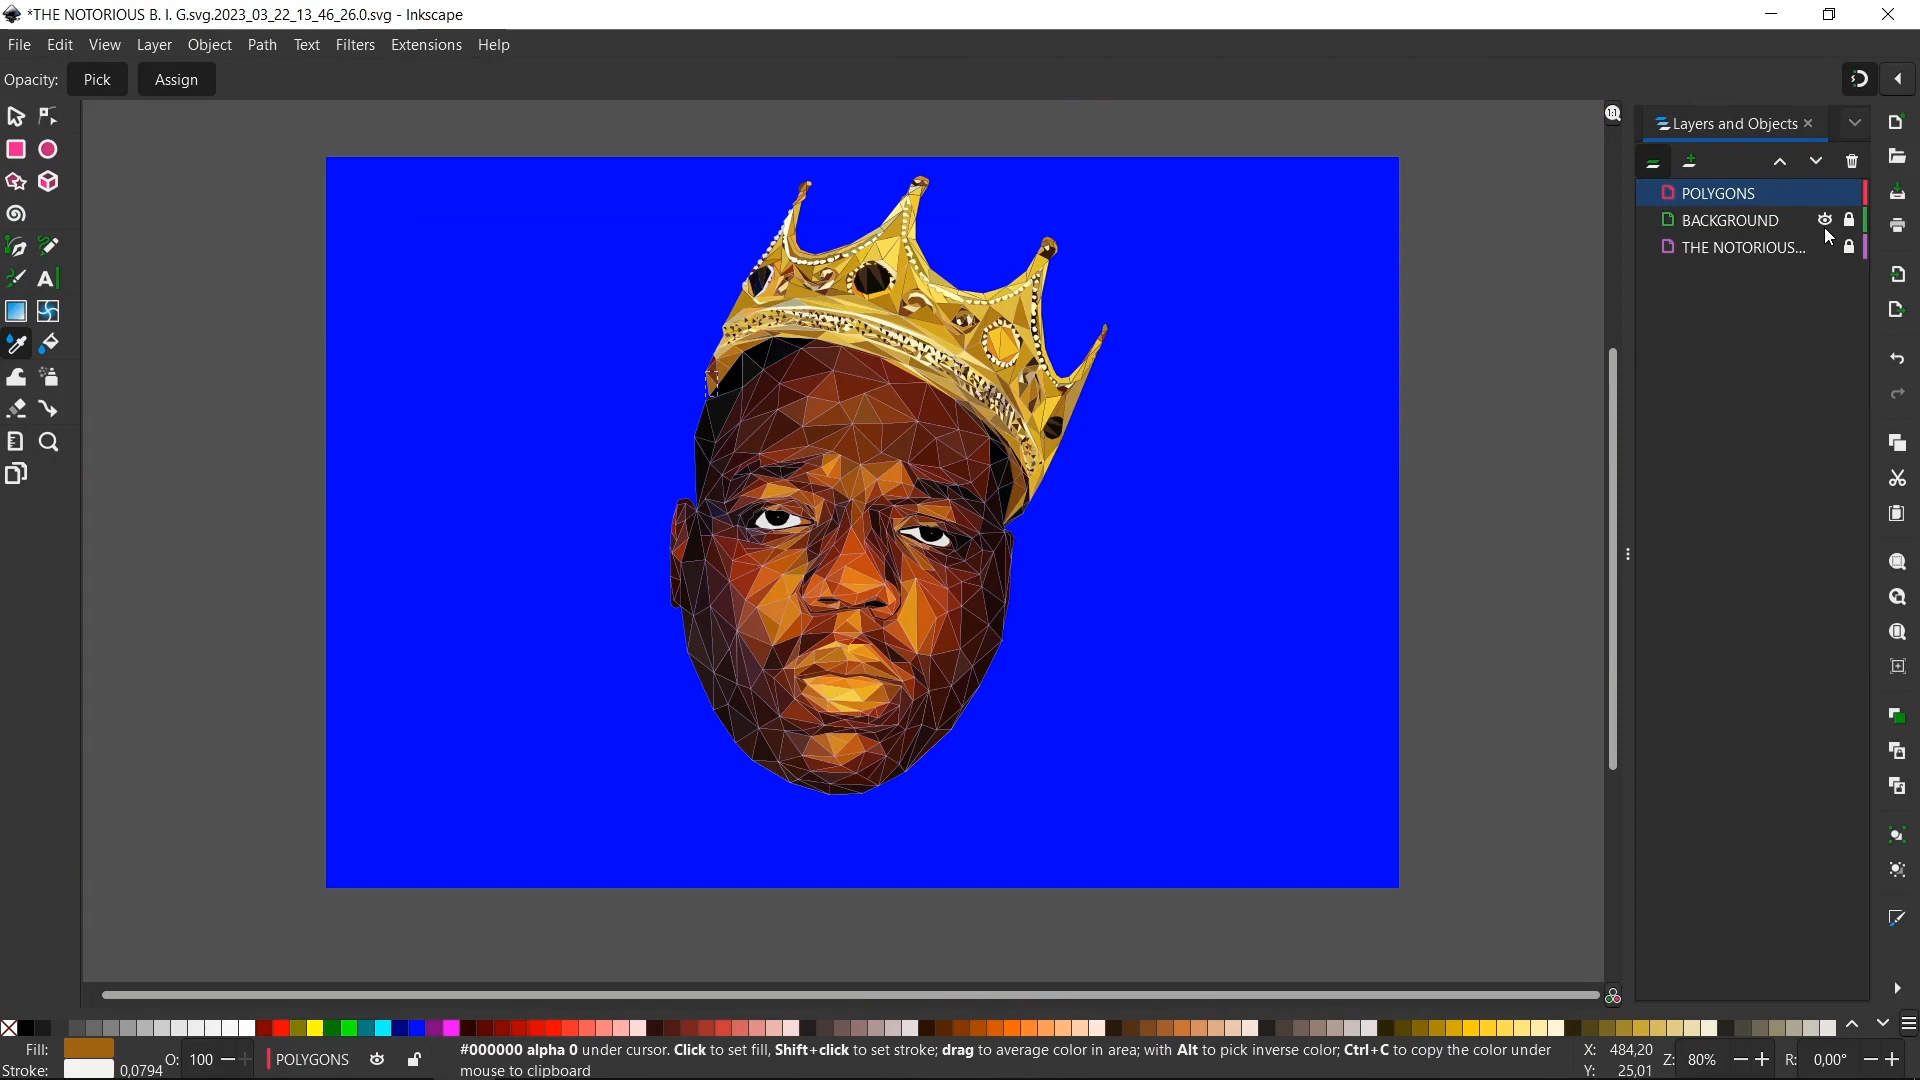 *THE NOTORIOUS B. I. G.svg.2023_03_22_13_46_26.0.svg - Inkscape
File Edit View Layer Object Path Text Filters Extensions Help
Opacity: Pick Assign
Layers and Objects
POLYGONS
BACKGROUND
THE NOTORIOUS...
Fill: O: 100 POLYGONS
#000000 alpha 0 under cursor. Click to set fill, Shift+click to set stroke; drag to average color in area; with Alt to pick inverse color; Ctrl+C to copy the color under
X: 484,20 Z: 80% R: 0,00°
Stroke: 0,0794
mouse to clipboard
Y: 25,01